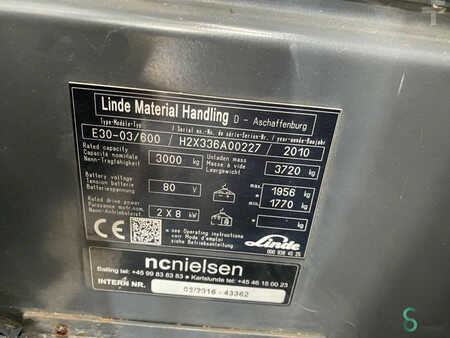 Linde Material Handling D - Aschaffenburg
Type-Modèle-Typ / Serial no.-No. de série-Serien-Nr. / year-année-Baujahr
E30-03/600 / H2X336A00227 / 2010
Rated capacity
Capacité nominale
Nenn-Tragfähigkeit
3000 kg
Unladen mass
Masse à vide
Leergewicht
3720 kg
Battery voltage
Tension batterie
Batteriespannung
80 V
max 1956 kg
min 1770 kg
Rated drive power
Puissance motr. nom
Nenn-Antriebsleist
2 X 8 kW
CE
see Operating Instructions
voir Mode d'emploi
siehe Betriebsanleitung
Linde
ncnielsen
Balling tel: +45 99 83 83 83 • Karlslunde tel: +45 46 18 00 23
INTERN NR. 02/2016 - 43362
T
S